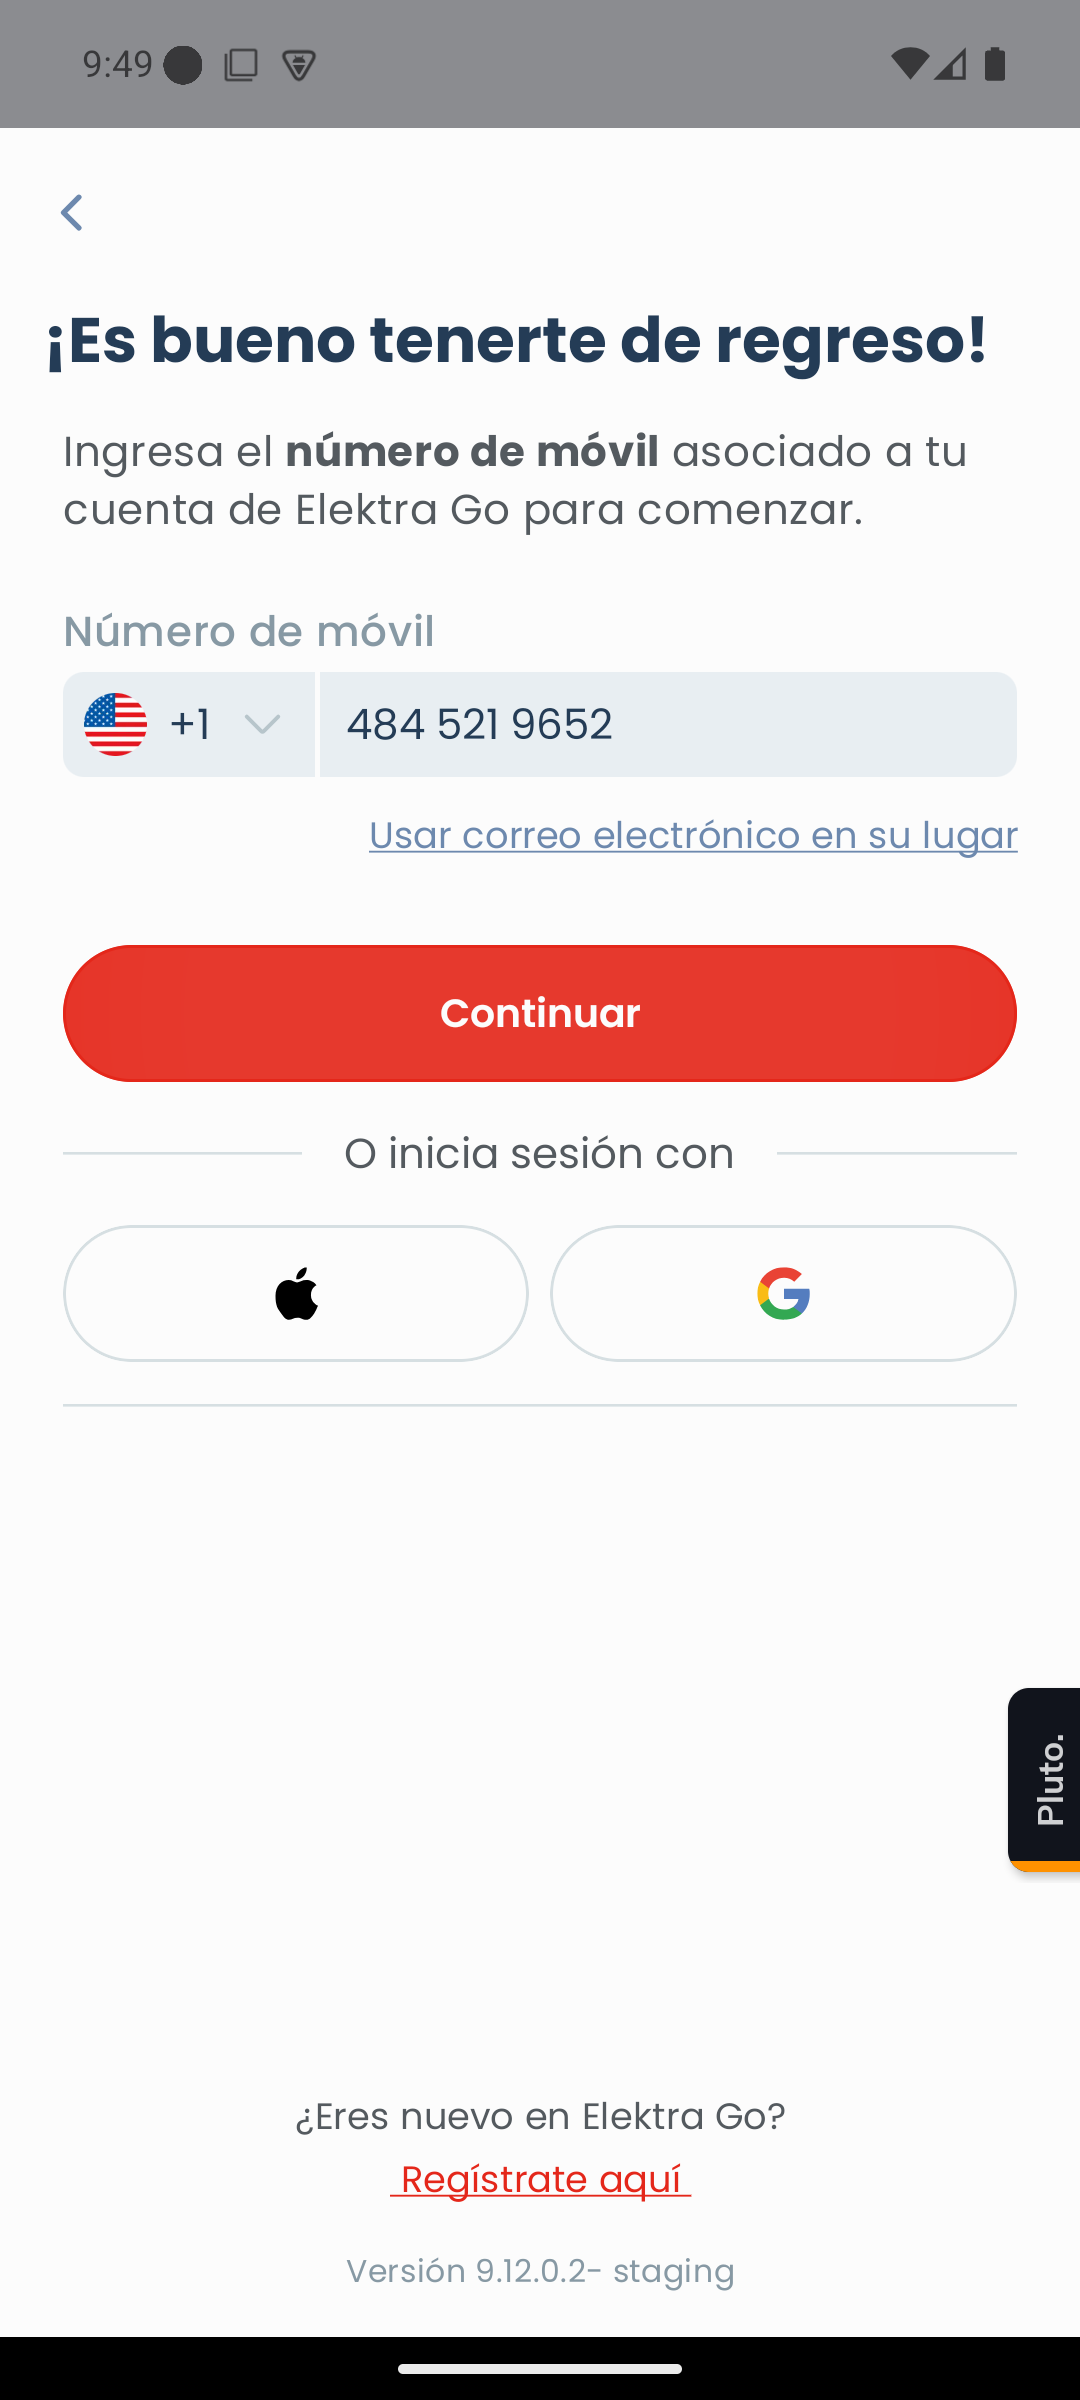 9:49
¡Es bueno tenerte de regreso!
Ingresa el número de móvil asociado a tu
cuenta de Elektra Go para comenzar.
Número de móvil
+1 484 521 9652
Usar correo electrónico en su lugar
Continuar
O inicia sesión con
Pluto.
¿Eres nuevo en Elektra Go?
Regístrate aquí
Versión 9.12.0.2- staging